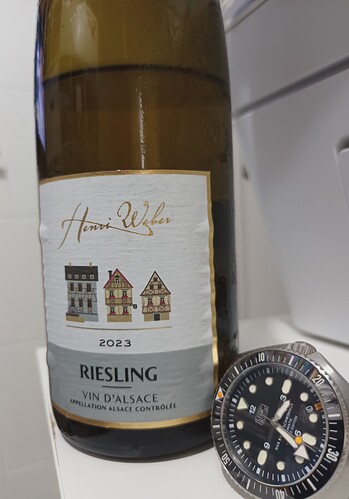 Henri Weber
2023
RIESLING
VIN D'ALSACE
APPELLATION ALSACE CONTRÔLÉE